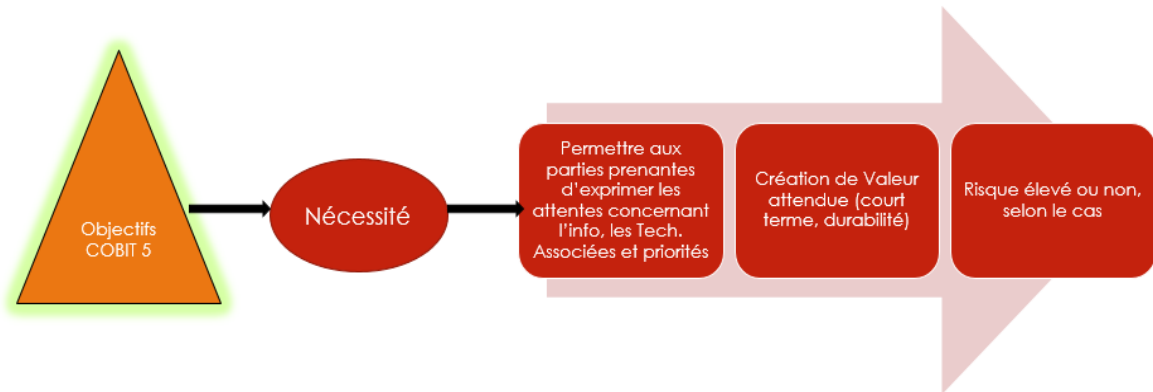 Objectifs
COBIT 5
Nécessité
Permettre aux
parties prenantes
d'exprimer les
attentes concernant
l'info, les Tech.
Associées et priorités
Création de Valeur
attendue (court
terme, durabilité)
Risque élevé ou non,
selon le cas